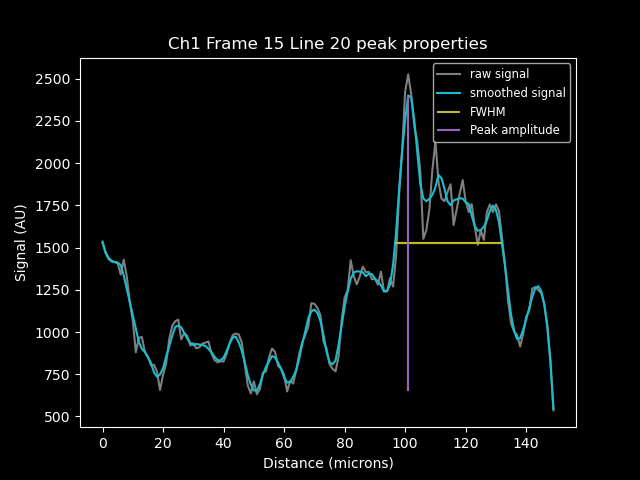 Ch1 Frame 15 Line 20 peak properties
raw signal
smoothed signal
FWHM
Peak amplitude
Signal (AU)
2500
2250
2000
1750
1500
1250
1000
750
500
0 20 40 60 80 100 120 140
Distance (microns)